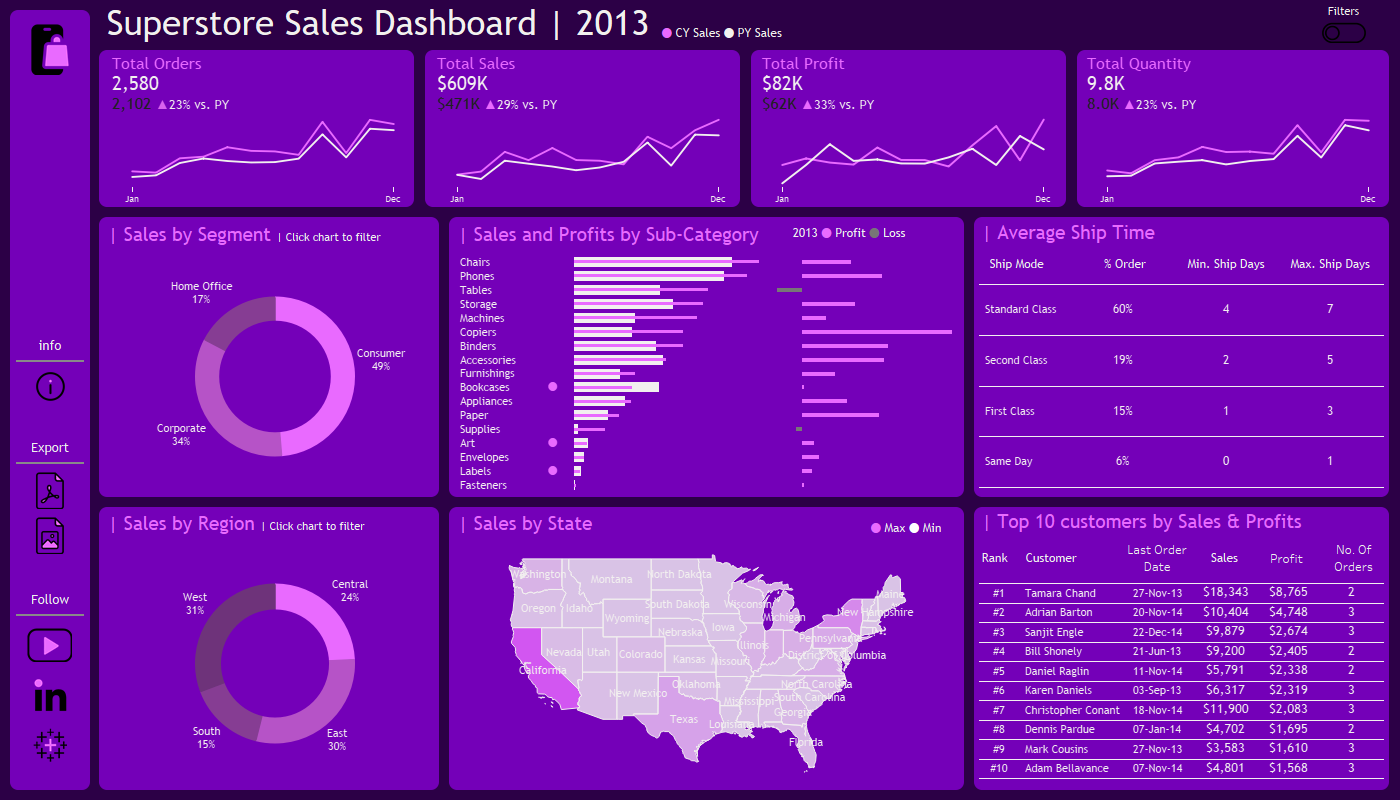 Superstore Sales Dashboard | 2013
CY Sales PY Sales
Filters
Total Orders
2,580
2,102 ▲23% vs. PY
Jan Dec
Total Sales
$609K
$471K ▲29% vs. PY
Jan Dec
Total Profit
$82K
$62K ▲33% vs. PY
Jan Dec
Total Quantity
9.8K
8.0K ▲23% vs. PY
Jan Dec
info
Export
Follow
in
| Sales by Segment | Click chart to filter
Home Office
17%
Consumer
49%
Corporate
34%
| Sales and Profits by Sub-Category
2013 Profit Loss
Chairs
Phones
Tables
Storage
Machines
Copiers
Binders
Accessories
Furnishings
Bookcases
Appliances
Paper
Supplies
Art
Envelopes
Labels
Fasteners
| Average Ship Time
Ship Mode % Order Min. Ship Days Max. Ship Days
Standard Class 60% 4 7
Second Class 19% 2 5
First Class 15% 1 3
Same Day 6% 0 1
| Sales by Region | Click chart to filter
West
31%
Central
24%
South
15%
East
30%
| Sales by State
Max Min
Washington
Montana
North Dakota
Oregon
Idaho
South Dakota
Wisconsin
Maine
Wyoming
Michigan
New Hampshire
Iowa
Nebraska
Pennsylvania
Nevada
Utah
Colorado
Illinois
District of Columbia
Kansas
Missouri
California
Oklahoma
North Carolina
New Mexico
Mississippi
South Carolina
Texas
Louisiana
Georgia
Florida
| Top 10 customers by Sales & Profits
Rank Customer Last Order Date Sales Profit No. Of Orders
#1 Tamara Chand 27-Nov-13 $18,343 $8,765 2
#2 Adrian Barton 20-Nov-14 $10,404 $4,748 3
#3 Sanjit Engle 22-Dec-14 $9,879 $2,674 3
#4 Bill Shonely 21-Jun-13 $9,200 $2,405 2
#5 Daniel Raglin 11-Nov-14 $5,791 $2,338 2
#6 Karen Daniels 03-Sep-13 $6,317 $2,319 3
#7 Christopher Conant 18-Nov-14 $11,900 $2,083 3
#8 Dennis Pardue 07-Jan-14 $4,702 $1,695 2
#9 Mark Cousins 27-Nov-13 $3,583 $1,610 3
#10 Adam Bellavance 07-Nov-14 $4,801 $1,568 3